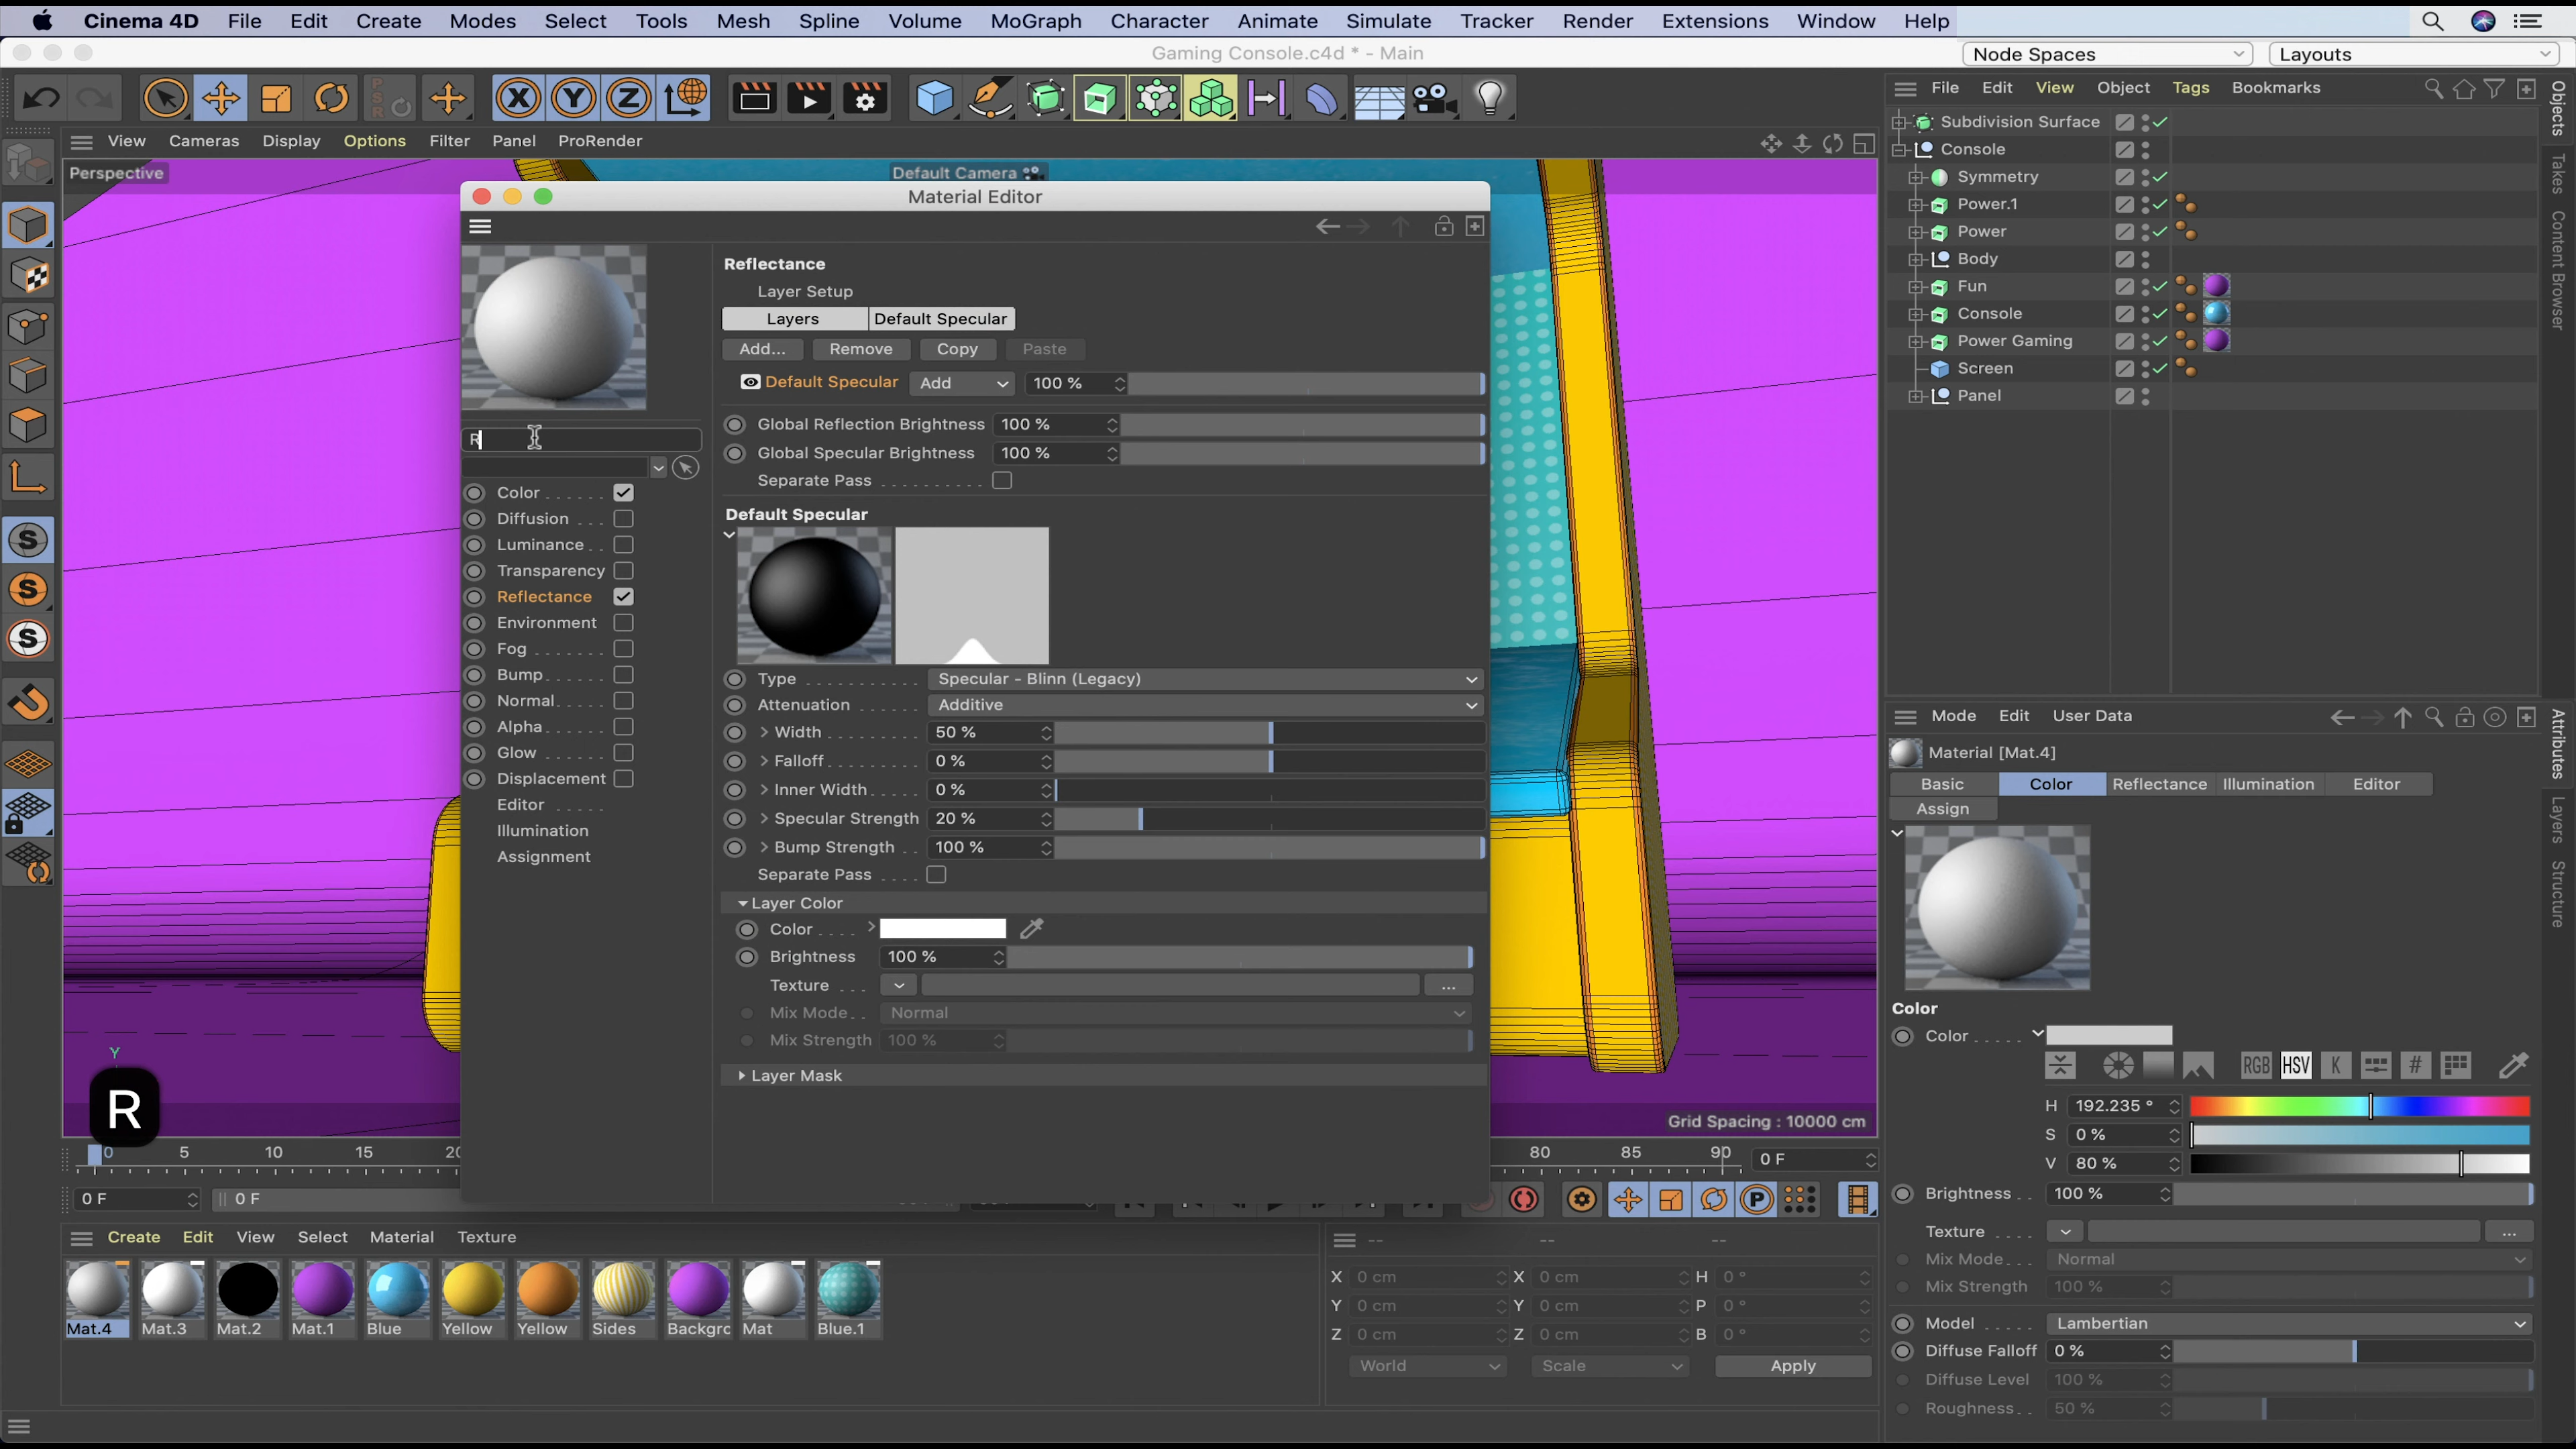 Cinema 4D File Edit Create Modes Select Tools Mesh Spline Volume MoGraph Character Animate Simulate Tracker Render Extensions Window Help
Gaming Console.c4d * - Main
Node Spaces
Layouts
PSR
X Y Z
File Edit View Object Tags Bookmarks
View Cameras Display Options Filter Panel ProRender
Perspective
Default Camera
Subdivision Surface
Console
Symmetry
Power.1
Power
Body
Fun
Console
Power Gaming
Screen
Panel
Objects
Takes
Content Browser
Material Editor
R
Color
Diffusion
Luminance
Transparency
Reflectance
Environment
Fog
Bump
Normal
Alpha
Glow
Displacement
Editor
Illumination
Assignment
Reflectance
Layer Setup
Layers Default Specular
Add... Remove Copy Paste
Default Specular Add 100 %
Global Reflection Brightness 100 %
Global Specular Brightness 100 %
Separate Pass
Default Specular
Type Specular - Blinn (Legacy)
Attenuation Additive
Width 50 %
Falloff 0 %
Inner Width 0 %
Specular Strength 20 %
Bump Strength 100 %
Separate Pass
Layer Color
Color
Brightness 100 %
Texture ...
Mix Mode Normal
Mix Strength 100 %
Layer Mask
S
S
S
Y
R
Grid Spacing : 10000 cm
0 5 10 15 80 85 90 0 F
0 F 0 F
P
Create Edit View Select Material Texture
Mat.4 Mat.3 Mat.2 Mat.1 Blue Yellow Yellow Sides Backgrc Mat Blue.1
-- -- --
X 0 cm X 0 cm H 0 °
Y 0 cm Y 0 cm P 0 °
Z 0 cm Z 0 cm B 0 °
World Scale Apply
Mode Edit User Data
Material [Mat.4]
Basic Color Reflectance Illumination Editor
Assign
Color
Color
RGB HSV K #
H 192.235 °
S 0 %
V 80 %
Brightness 100 %
Texture ...
Mix Mode Normal
Mix Strength 100 %
Model Lambertian
Diffuse Falloff 0 %
Diffuse Level 100 %
Roughness 50 %
Attributes
Layers
Structure